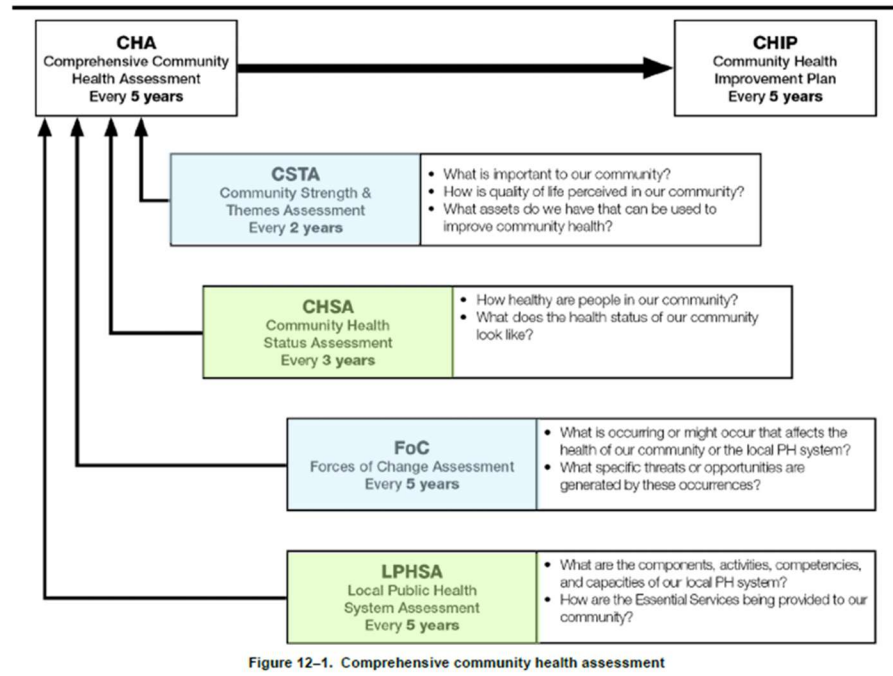 CHA
Comprehensive Community
Health Assessment
Every 5 years
CHIP
Community Health
Improvement Plan
Every 5 years
CSTA
Community Strength &
Themes Assessment
Every 2 years
• What is important to our community?
• How is quality of life perceived in our community?
• What assets do we have that can be used to
improve community health?
CHSA
Community Health
Status Assessment
Every 3 years
• How healthy are people in our community?
• What does the health status of our community
look like?
FoC
Forces of Change Assessment
Every 5 years
• What is occurring or might occur that affects the
health of our community or the local PH system?
• What specific threats or opportunities are
generated by these occurrences?
LPHSA
Local Public Health
System Assessment
Every 5 years
• What are the components, activities, competencies,
and capacities of our local PH system?
• How are the Essential Services being provided to our
community?
Figure 12–1. Comprehensive community health assessment